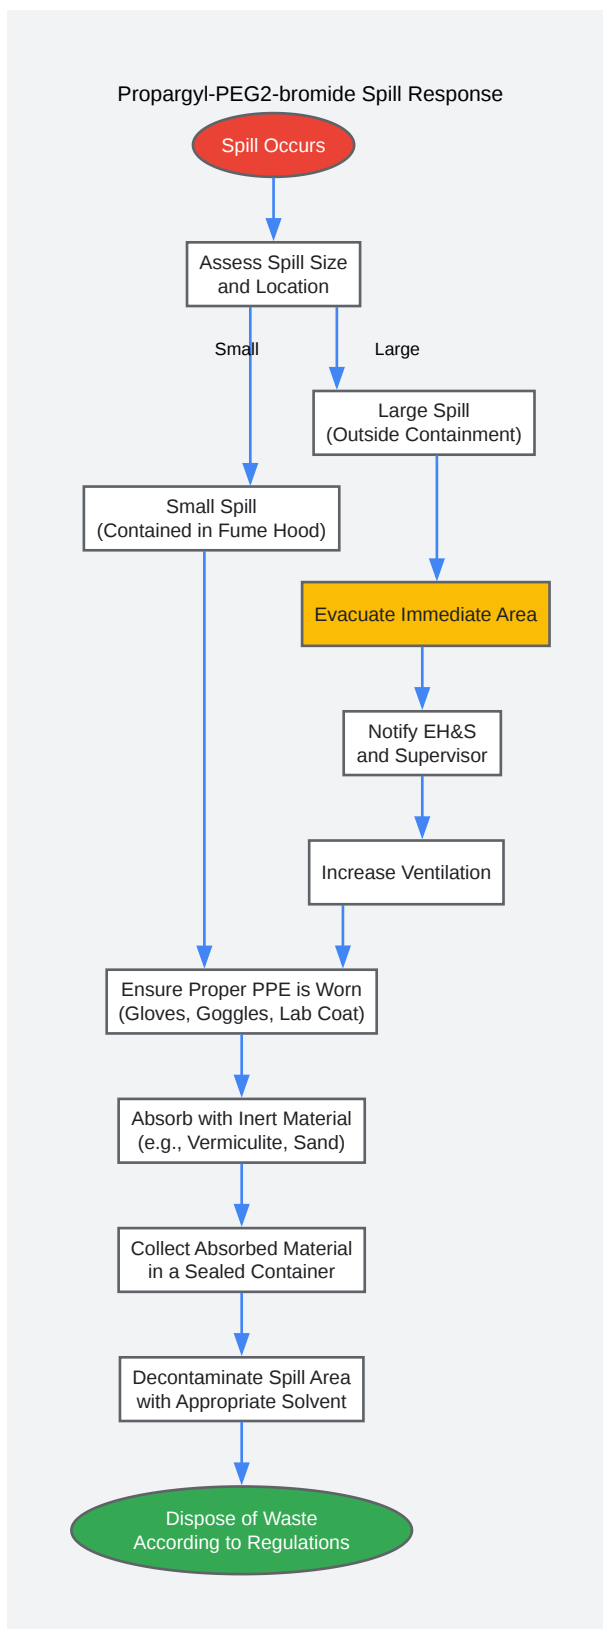 Propargyl-PEG2-bromide Spill Response
Spill Occurs
Assess Spill Size
and Location
Small
Large
Large Spill
(Outside Containment)
Small Spill
(Contained in Fume Hood)
Evacuate Immediate Area
Notify EH&S
and Supervisor
Increase Ventilation
Ensure Proper PPE is Worn
(Gloves, Goggles, Lab Coat)
Absorb with Inert Material
(e.g., Vermiculite, Sand)
Collect Absorbed Material
in a Sealed Container
Decontaminate Spill Area
with Appropriate Solvent
Dispose of Waste
According to Regulations